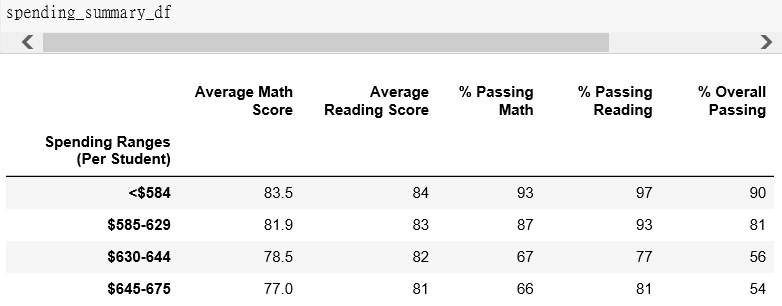 spending_summary_df
Average Math Score Average Reading Score % Passing Math % Passing Reading % Overall Passing
Spending Ranges (Per Student)
<$584 83.5 84 93 97 90
$585-629 81.9 83 87 93 81
$630-644 78.5 82 67 77 56
$645-675 77.0 81 66 81 54